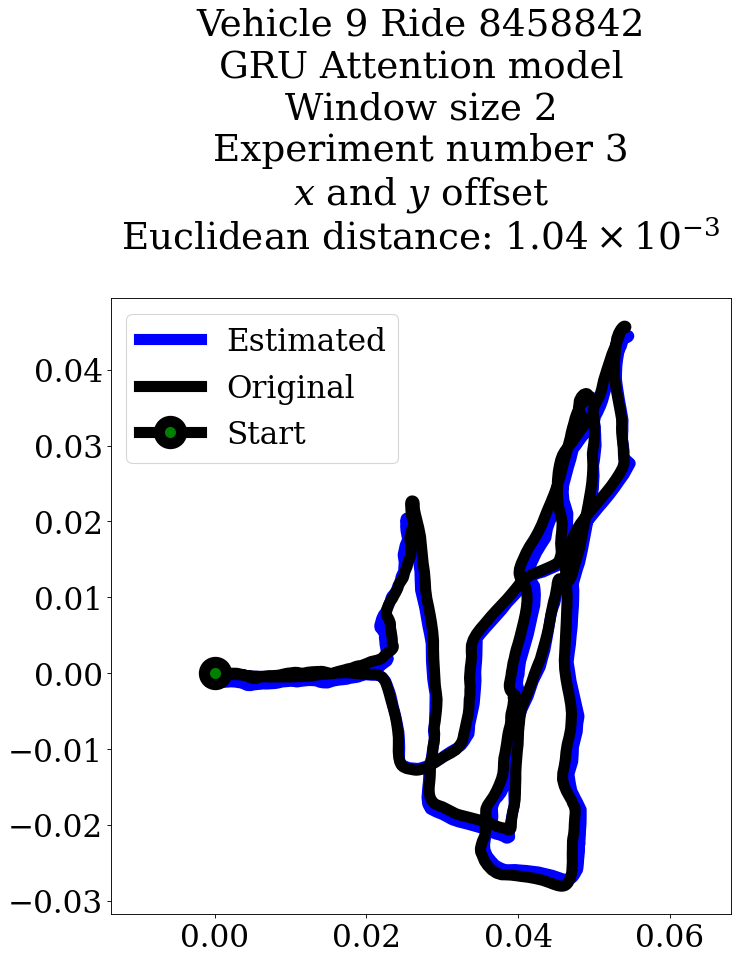 Vehicle 9 Ride 8458842
GRU Attention model
Window size 2
Experiment number 3
x and y offset
Euclidean distance: 1.04 × 10⁻³
Estimated
Original
Start
0.04
0.03
0.02
0.01
0.00
−0.01
−0.02
−0.03
0.00 0.02 0.04 0.06